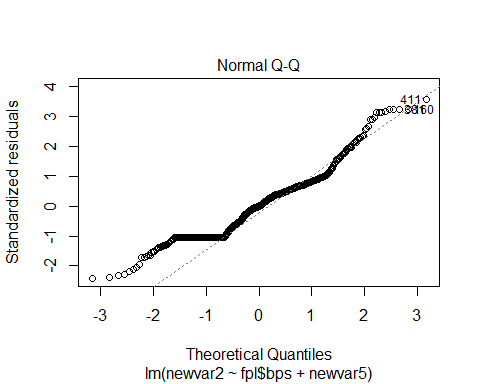 Normal Q-Q
Standardized residuals
4
3
2
1
0
-1
-2
411
-3 -2 -1 0 1 2 3
Theoretical Quantiles
lm(newvar2 ~ fpl$bps + newvar5)